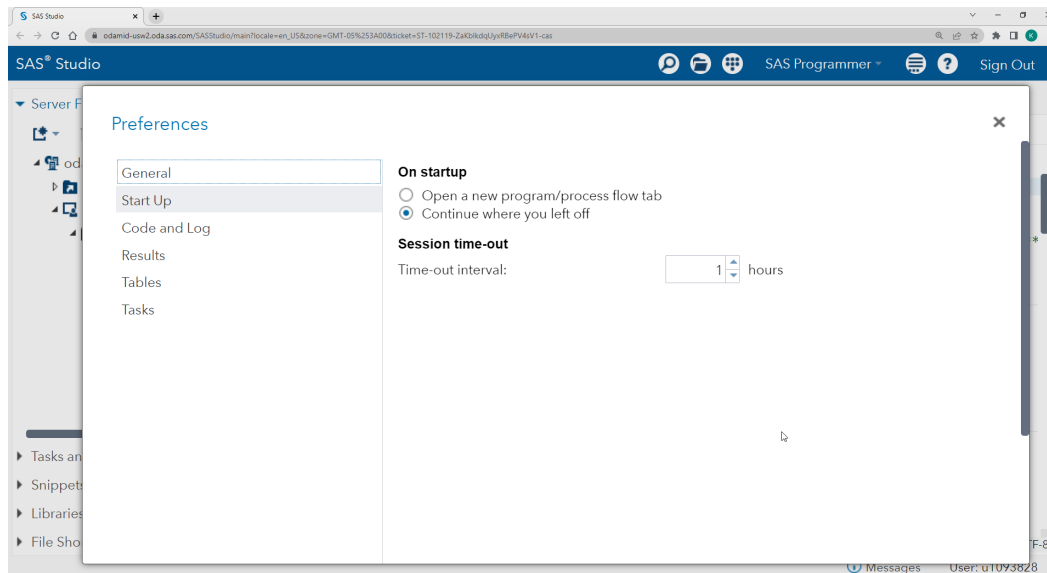 SAS Studio
odamid-usw2.oda.sas.com/SASStudio/main?locale=en_US&zone=GMT-05%253A00&ticket=ST-102119-ZaKblkdqUyxRBePV4sV1-cas
K
SAS® Studio
SAS Programmer
Sign Out
Server F
od
Preferences
General
Start Up
Code and Log
Results
Tables
Tasks
On startup
Open a new program/process flow tab
Continue where you left off
Session time-out
Time-out interval: 1 hours
*
Tasks an
Snippets
Libraries
File Sho
TF-8
Messages
User: u1093828